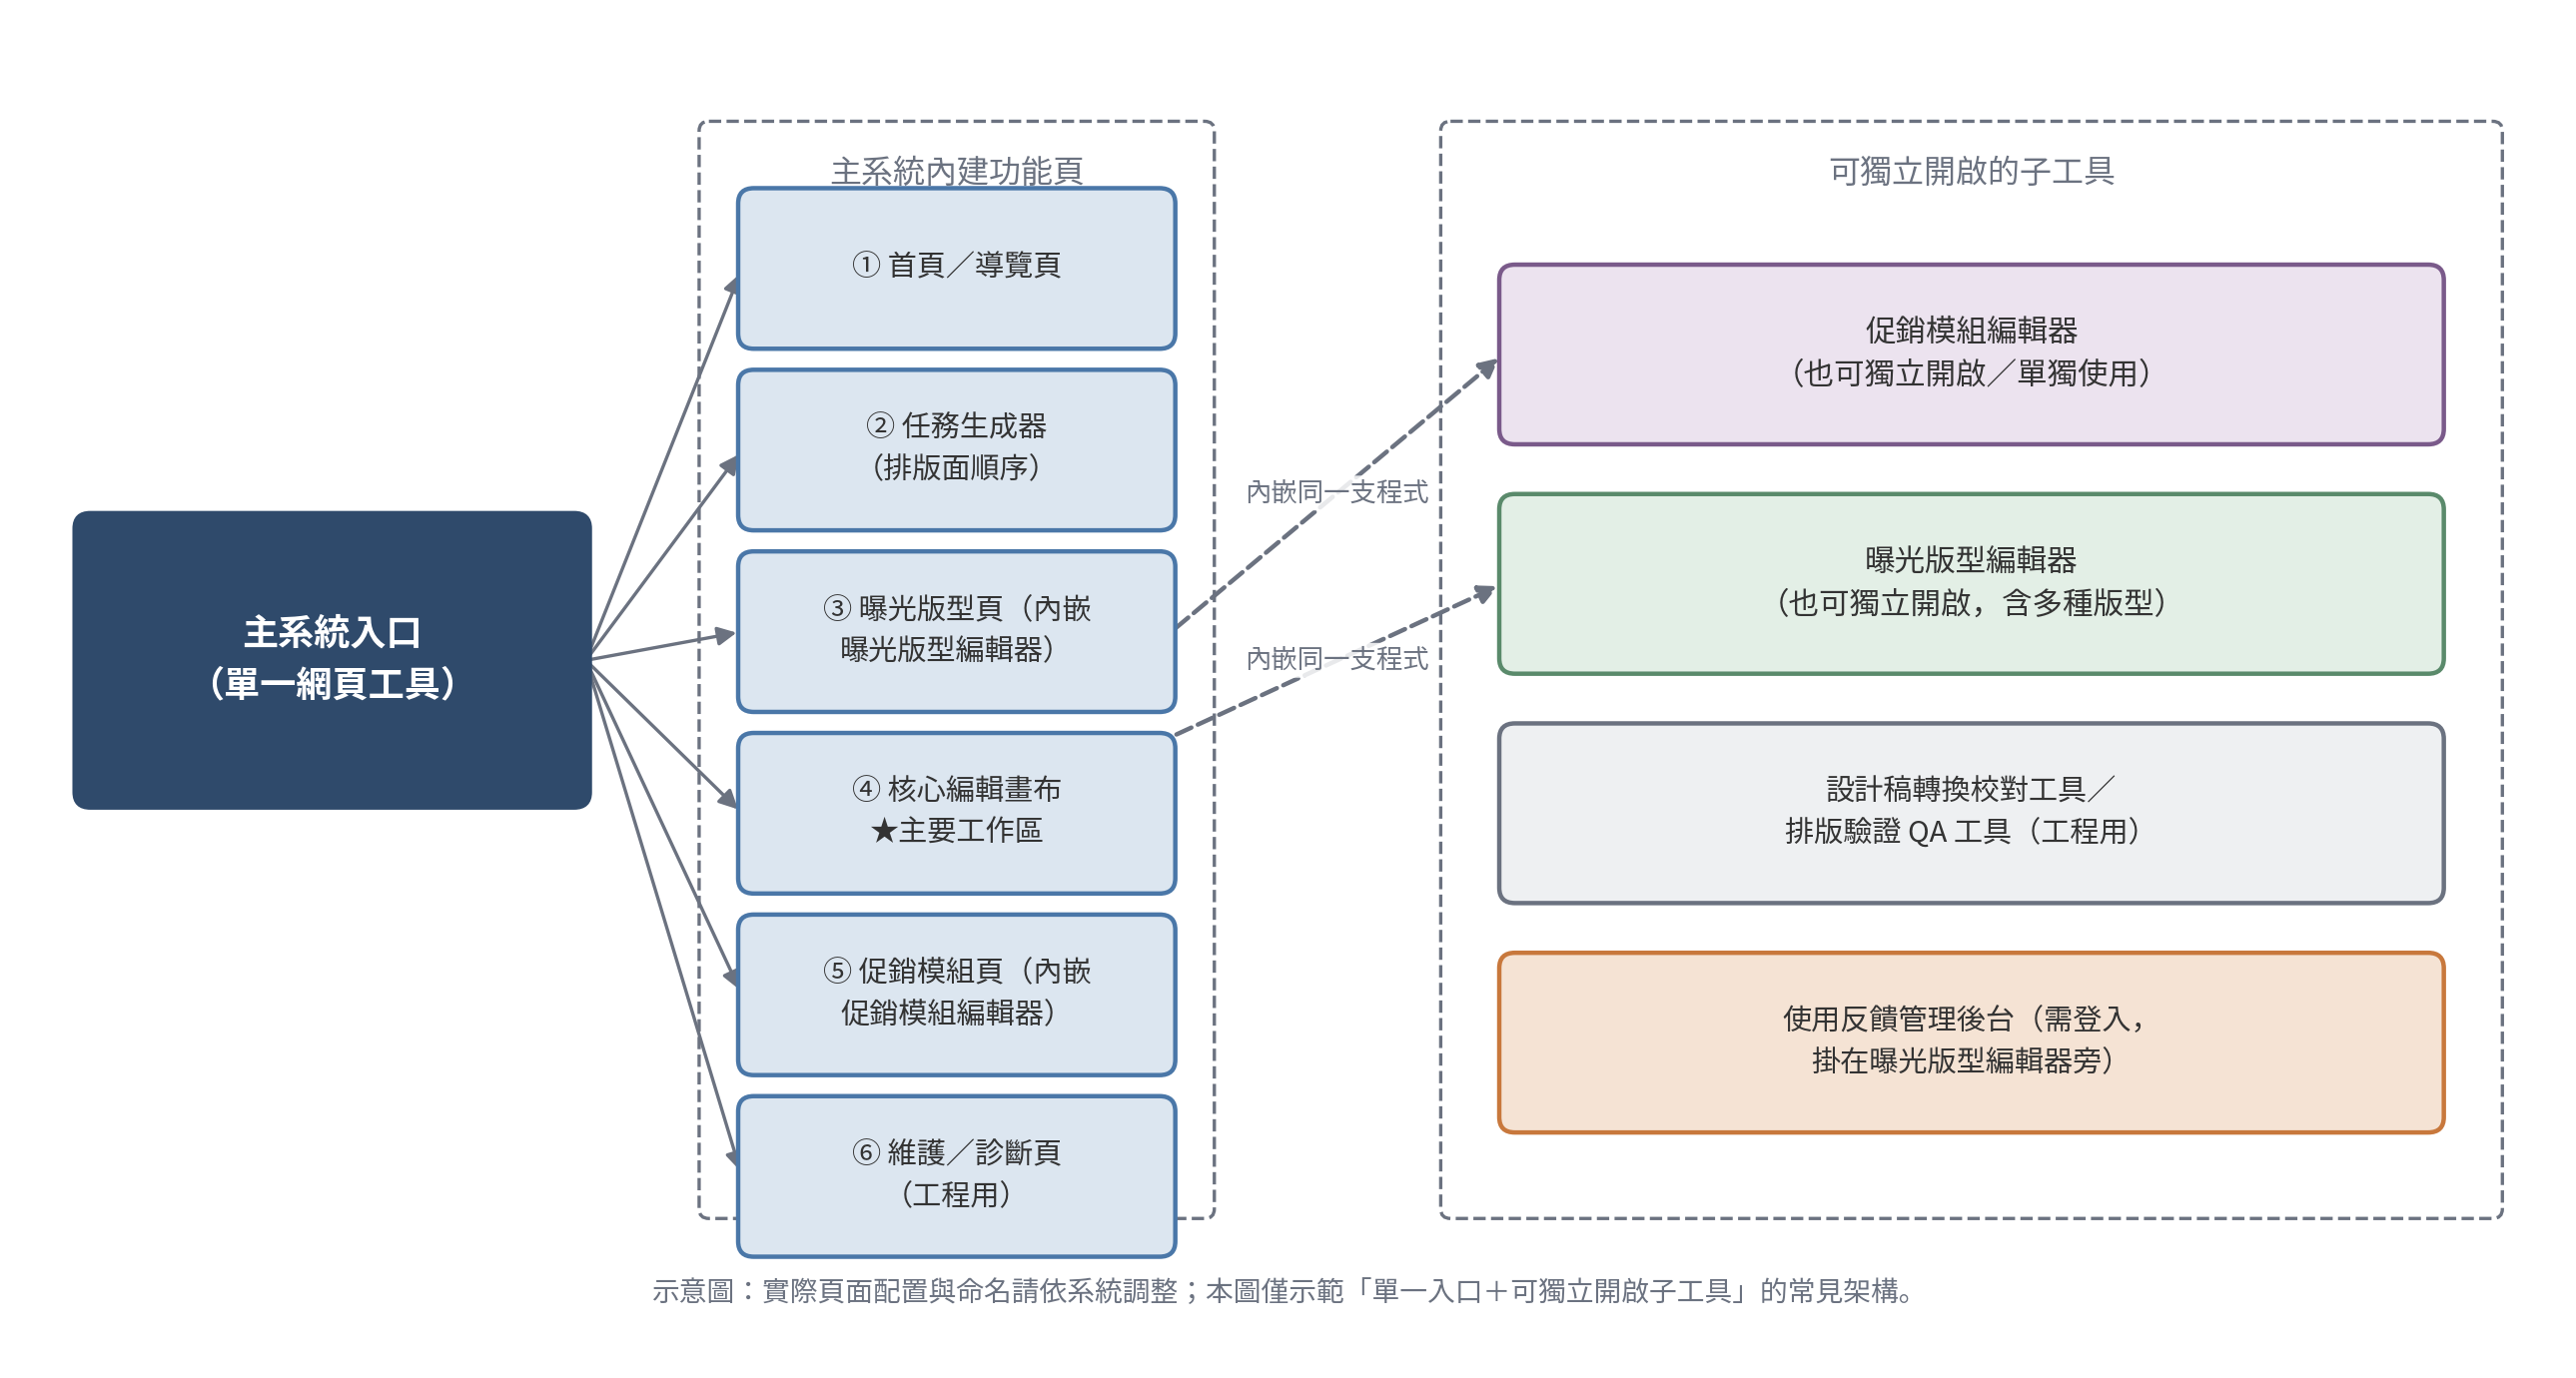 主系統內建功能頁
可獨立開啟的子工具
主系統入口
（單一網頁工具）
① 首頁／導覽頁
② 任務生成器
（排版面順序）
③ 曝光版型頁（內嵌
曝光版型編輯器）
④ 核心編輯畫布
★主要工作區
⑤ 促銷模組頁（內嵌
促銷模組編輯器）
⑥ 維護／診斷頁
（工程用）
內嵌同一支程式
內嵌同一支程式
促銷模組編輯器
（也可獨立開啟／單獨使用）
曝光版型編輯器
（也可獨立開啟，含多種版型）
設計稿轉換校對工具／
排版驗證 QA 工具（工程用）
使用反饋管理後台（需登入，
掛在曝光版型編輯器旁）
示意圖：實際頁面配置與命名請依系統調整；本圖僅示範「單一入口＋可獨立開啟子工具」的常見架構。